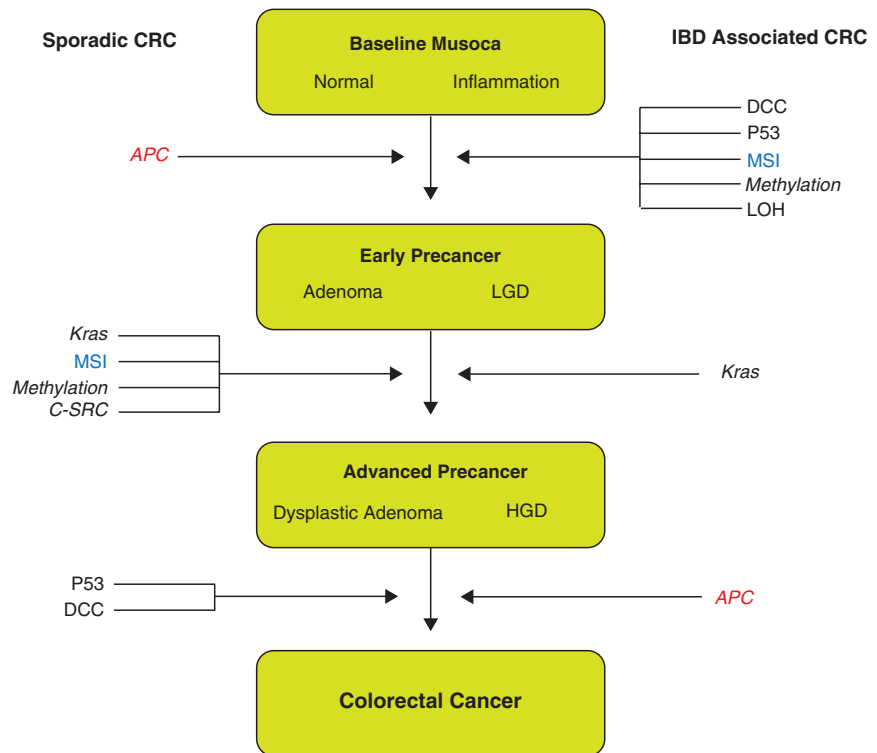 Sporadic CRC
Baseline Musoca
IBD Associated CRC
Normal Inflammation
DCC
P53
MSI
Methylation
LOH
APC
Early Precancer
Adenoma LGD
Kras
MSI
Methylation
C-SRC
Kras
Advanced Precancer
Dysplastic Adenoma HGD
P53
DCC
APC
Colorectal Cancer